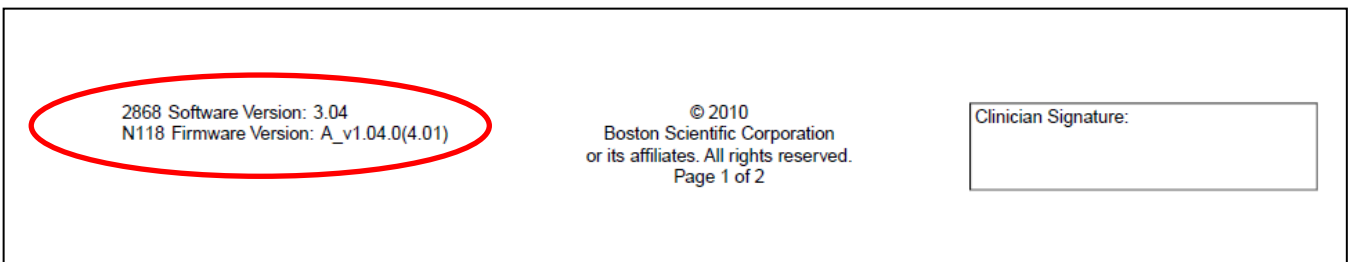 2868 Software Version: 3.04
N118 Firmware Version: A_v1.04.0(4.01)
© 2010
Boston Scientific Corporation
or its affiliates. All rights reserved.
Page 1 of 2
Clinician Signature: